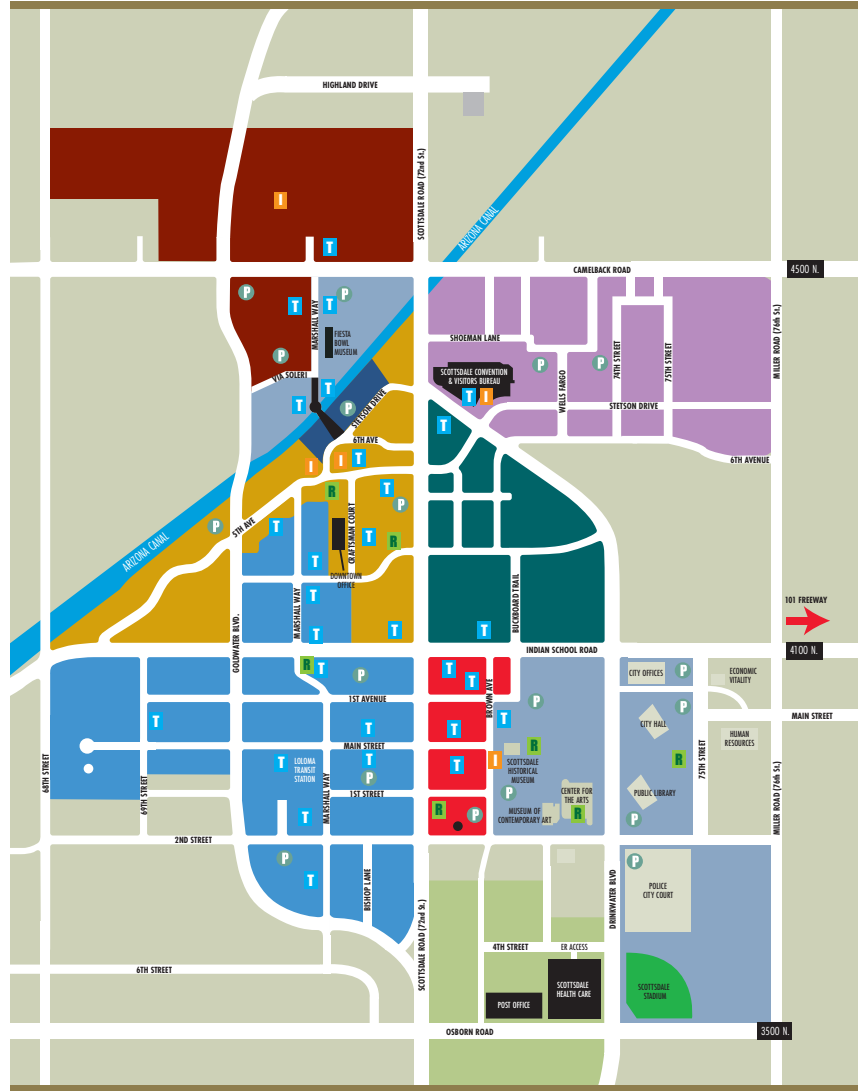 HIGHLAND DRIVE
SCOTTSDALE ROAD (72nd St.)
ARIZONA CANAL
I
T
CAMELBACK ROAD
4500 N.
P
T
T
P
MARSHALL WAY
MILLER ROAD (76th St.)
FIESTA
BOWL
MUSEUM
SHOEMAN LANE
74TH STREET
75TH STREET
P
P
P
VIA SOLERI
SCOTTSDALE CONVENTION
& VISITORS BUREAU
WELLS FARGO
T
T
I
T
P
STETSON DRIVE
STETSON DRIVE
T
6TH AVE
I
I
T
6TH AVENUE
R
T
P
P
T
5TH AVE
CRAFTSMAN COURT
T
R
ARIZONA CANAL
T
DOWNTOWN
OFFICE
T
BUCKBOARD TRAIL
MARSHALL WAY
GOLDWATER BLVD.
101 FREEWAY
T
T
T
INDIAN SCHOOL ROAD
4100 N.
R
T
P
T
T
CITY OFFICES
P
ECONOMIC
VITALITY
1ST AVENUE
BROWN AVE
P
P
T
T
T
T
CITY HALL
MAIN STREET
MAIN STREET
R
HUMAN
RESOURCES
75TH STREET
68TH STREET
69TH STREET
T
LOLOMA
TRANSIT
STATION
T
P
T
I
SCOTTSDALE
HISTORICAL
MUSEUM
R
MARSHALL WAY
1ST STREET
P
CENTER FOR
THE ARTS
PUBLIC LIBRARY
MILLER ROAD (76th St.)
T
R
P
MUSEUM OF
CONTEMPORARY ART
R
P
2ND STREET
P
T
BISHOP LANE
P
POLICE
CITY COURT
DRINKWATER BLVD
SCOTTSDALE ROAD (72nd St.)
4TH STREET
ER ACCESS
6TH STREET
SCOTTSDALE
HEALTH CARE
SCOTTSDALE
STADIUM
POST OFFICE
OSBORN ROAD
3500 N.